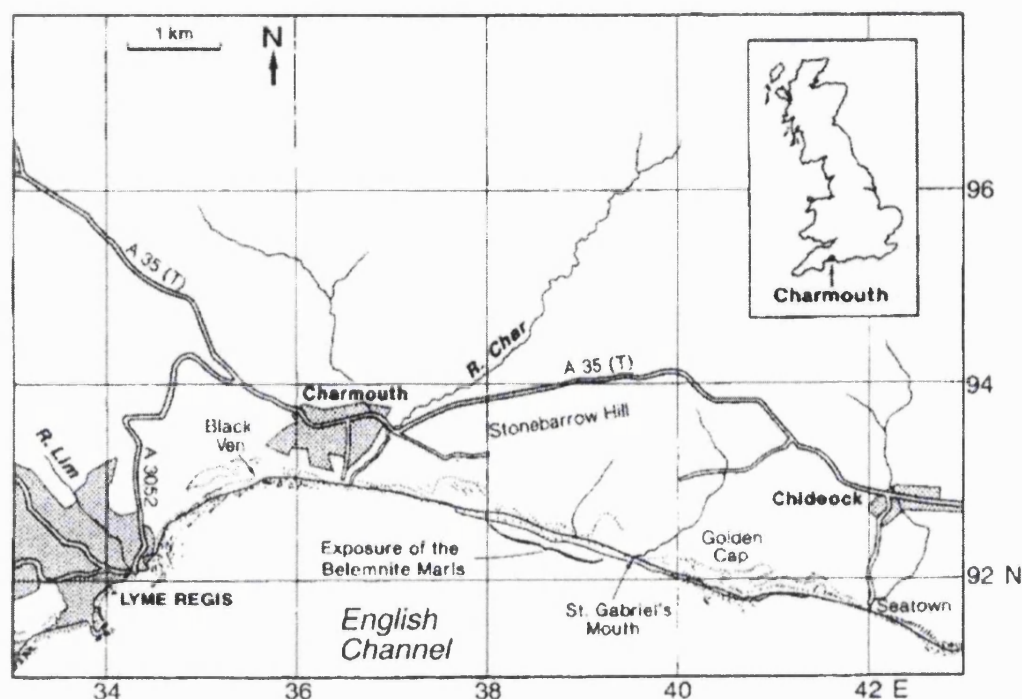 1 km
N
96
A 35 (T)
R. Char
Charmouth
A 35 (T)
Charmouth
94
Stonebarrow Hill
Black
Ven
R. Lim
A 3052
Chideock
Exposure of the
Belemnite Marls
Golden
Cap
92 N
LYME REGIS
St. Gabriel's
Mouth
Seatown
English
Channel
34
36
38
40
42 E